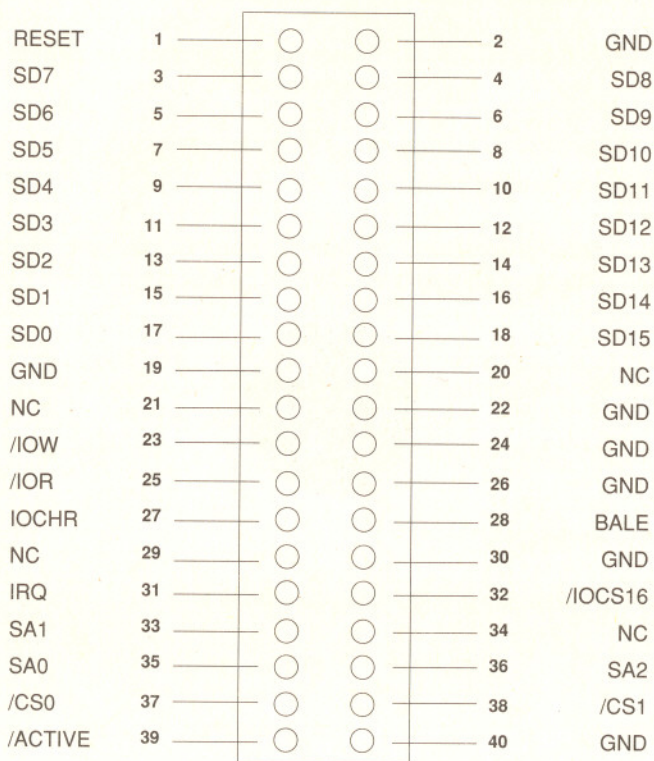 RESET 1 2 GND
SD7 3 4 SD8
SD6 5 6 SD9
SD5 7 8 SD10
SD4 9 10 SD11
SD3 11 12 SD12
SD2 13 14 SD13
SD1 15 16 SD14
SD0 17 18 SD15
GND 19 20 NC
NC 21 22 GND
/IOW 23 24 GND
/IOR 25 26 GND
IOCHR 27 28 BALE
NC 29 30 GND
IRQ 31 32 /IOCS16
SA1 33 34 NC
SA0 35 36 SA2
/CS0 37 38 /CS1
/ACTIVE 39 40 GND